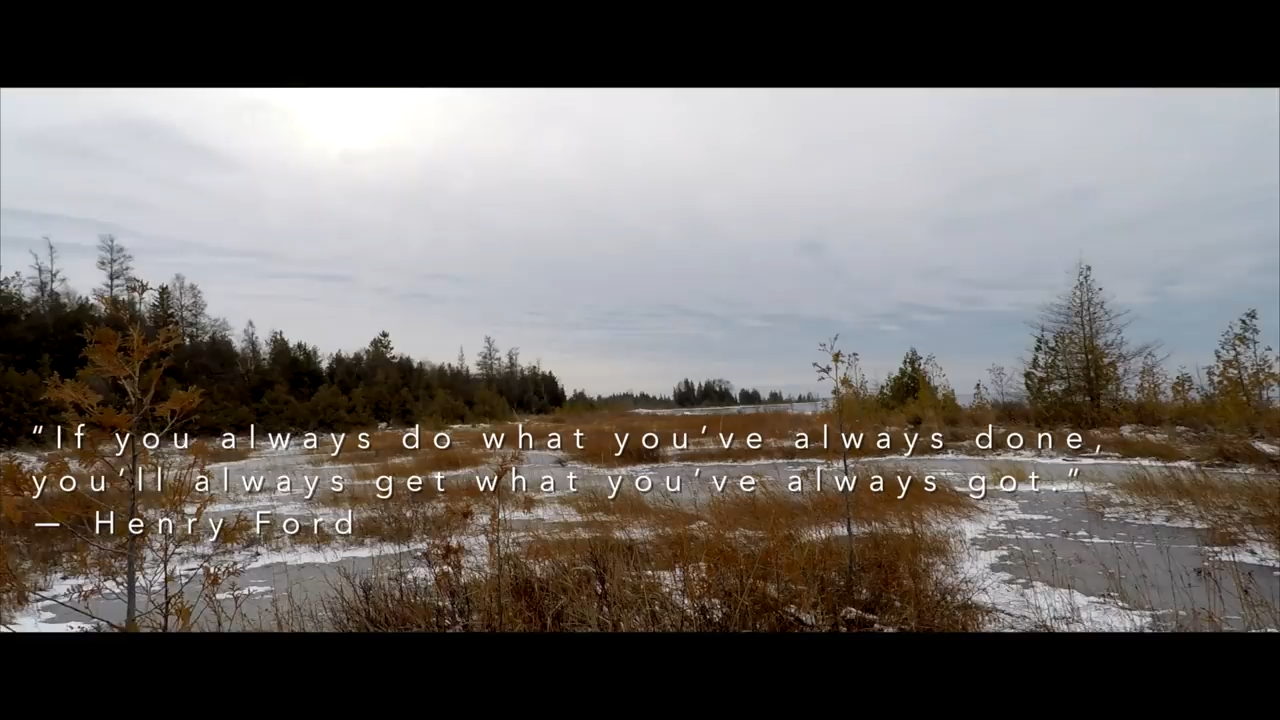 “If you always do what you’ve always done,
you’ll always get what you’ve always got.”
— Henry Ford